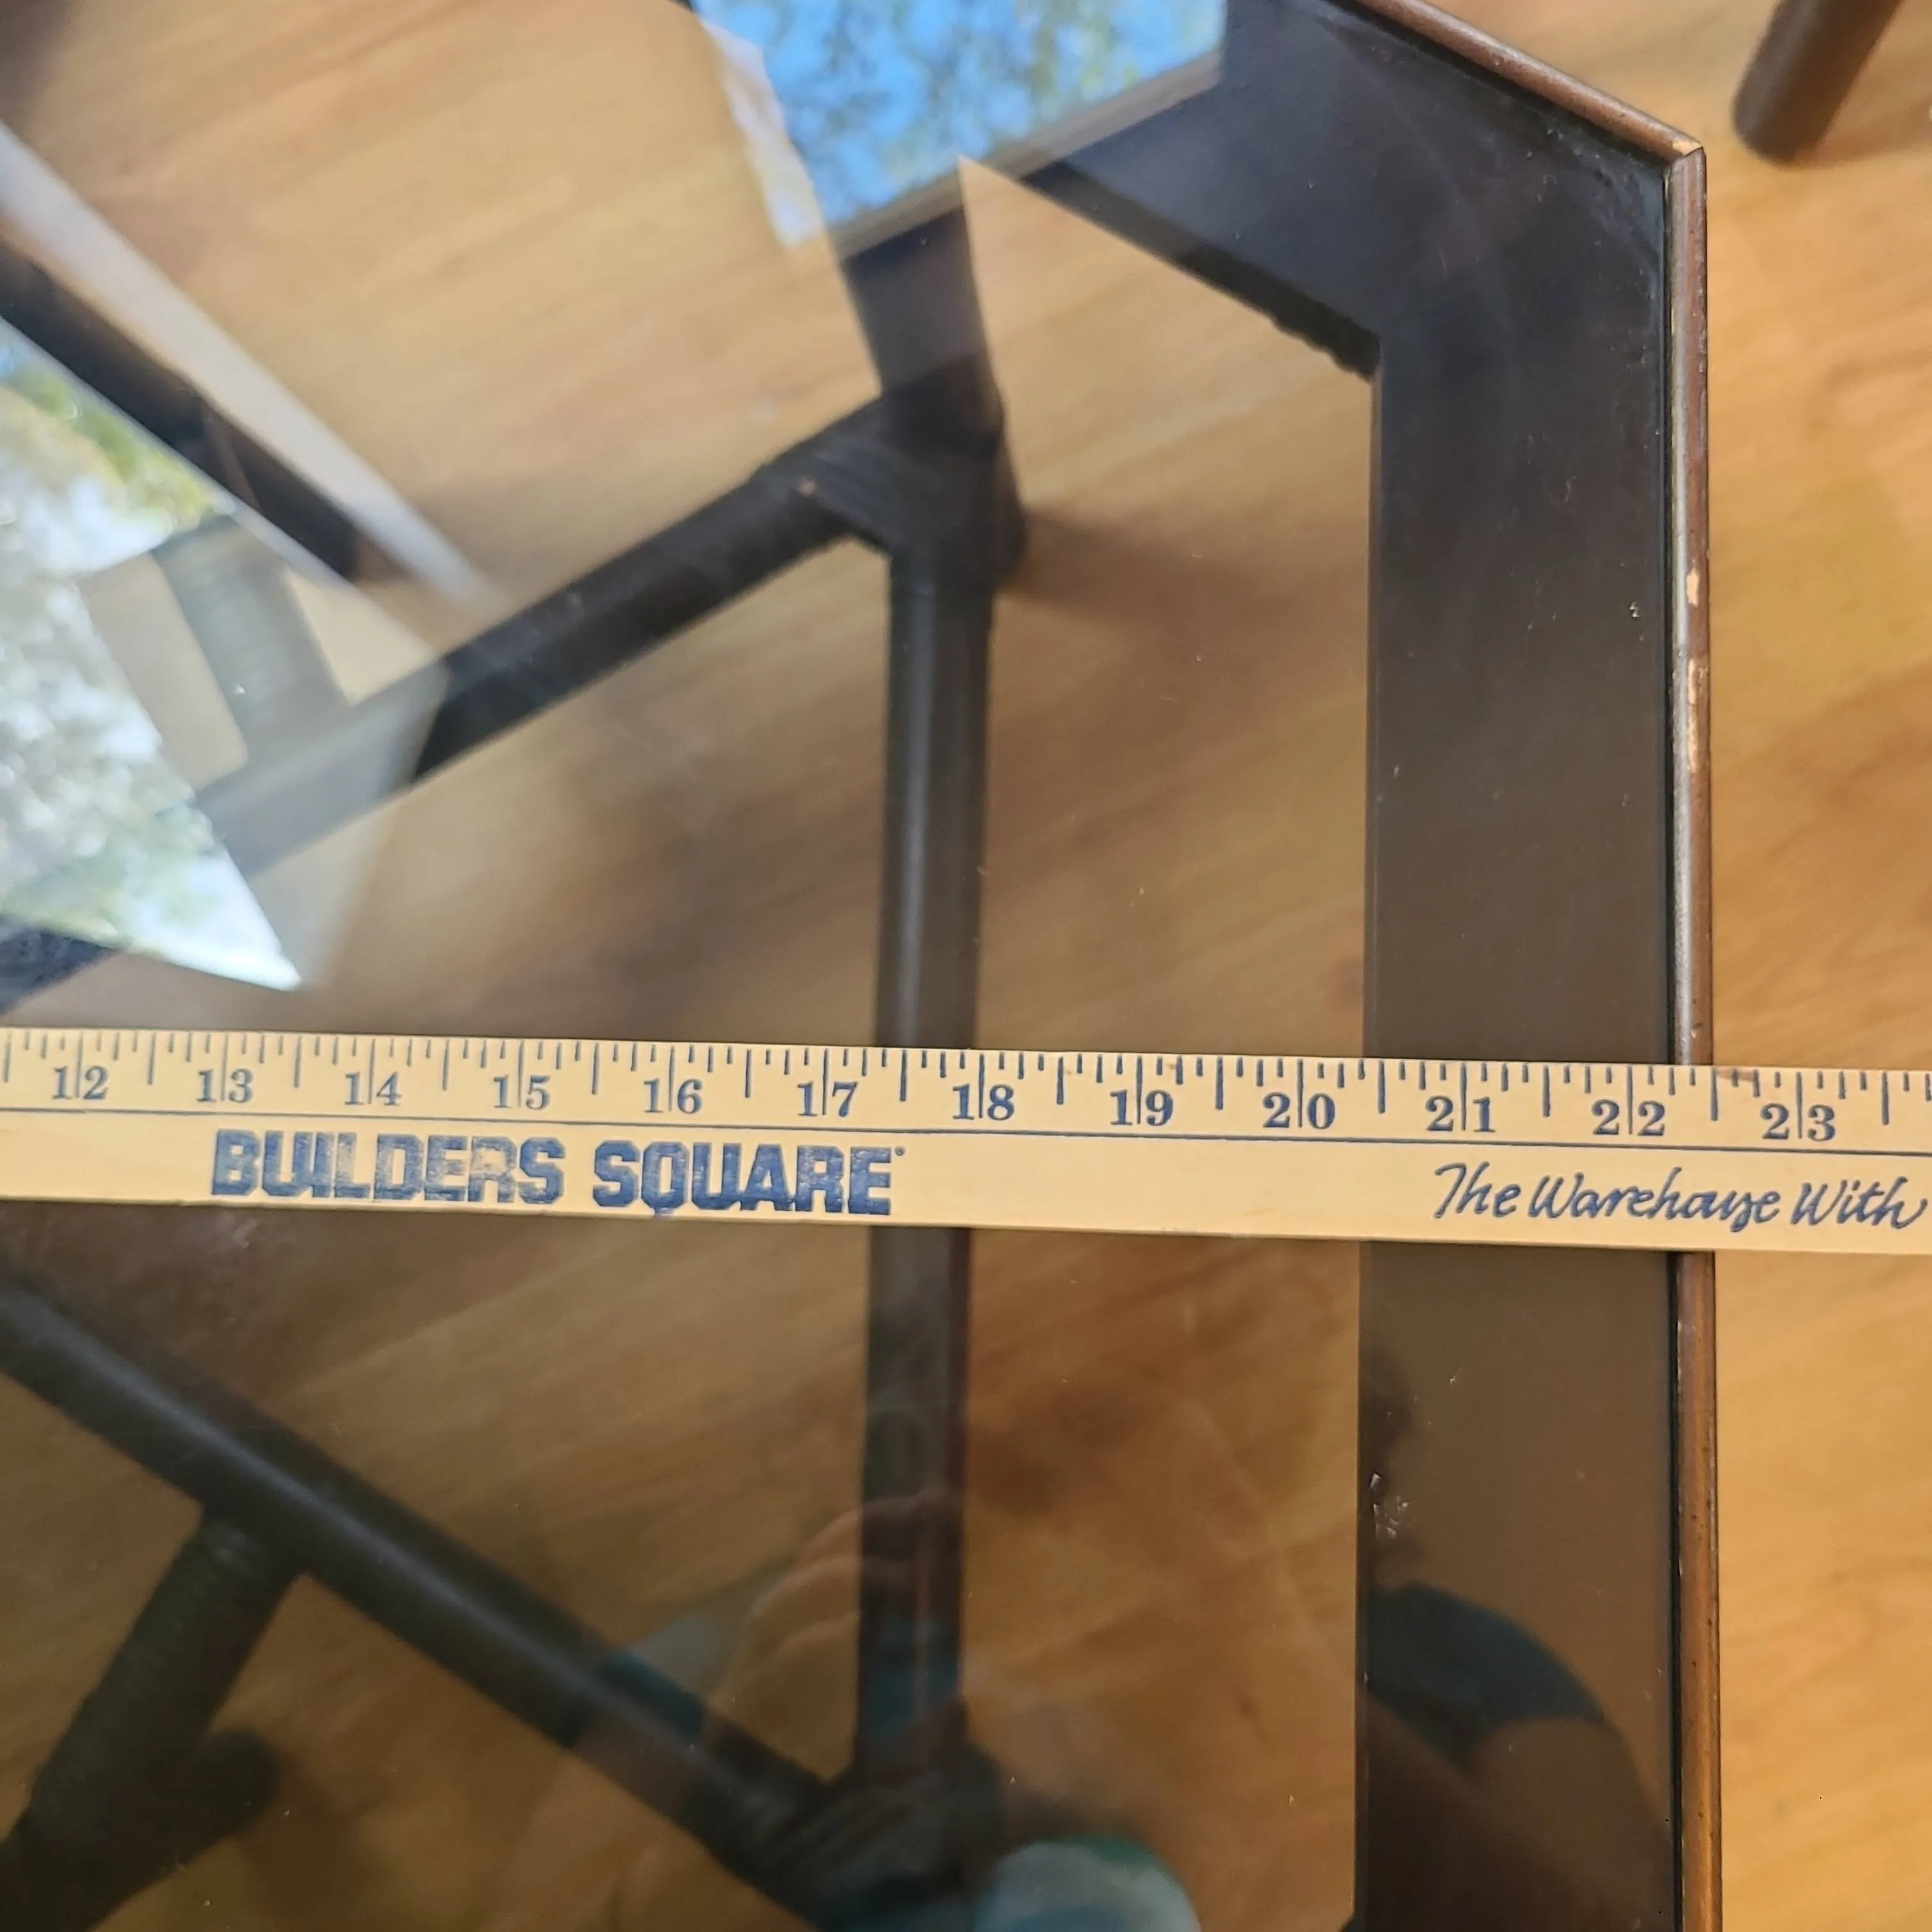 12 13 14 15 16 17 18 19 20 21 22 23
BUILDERS SQUARE® The Warehouse With